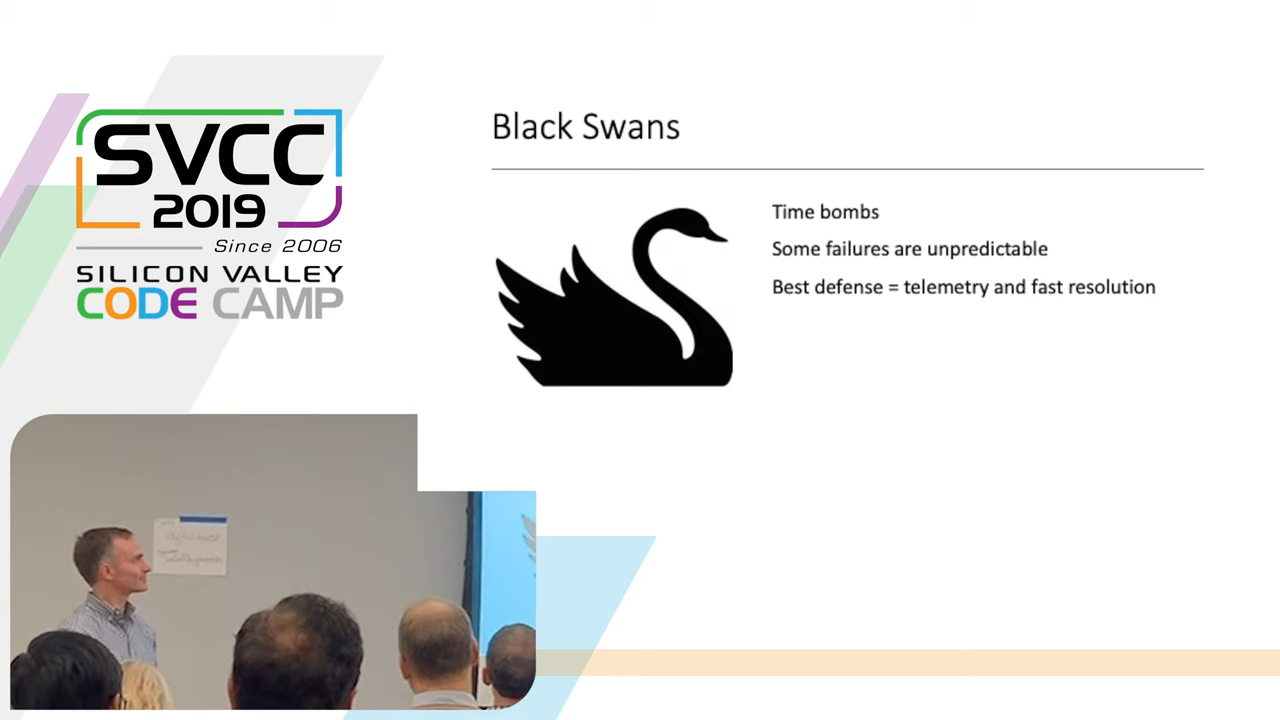 SVCC
2019
Since 2006
SILICON VALLEY
CODE CAMP
Black Swans
Time bombs
Some failures are unpredictable
Best defense = telemetry and fast resolution